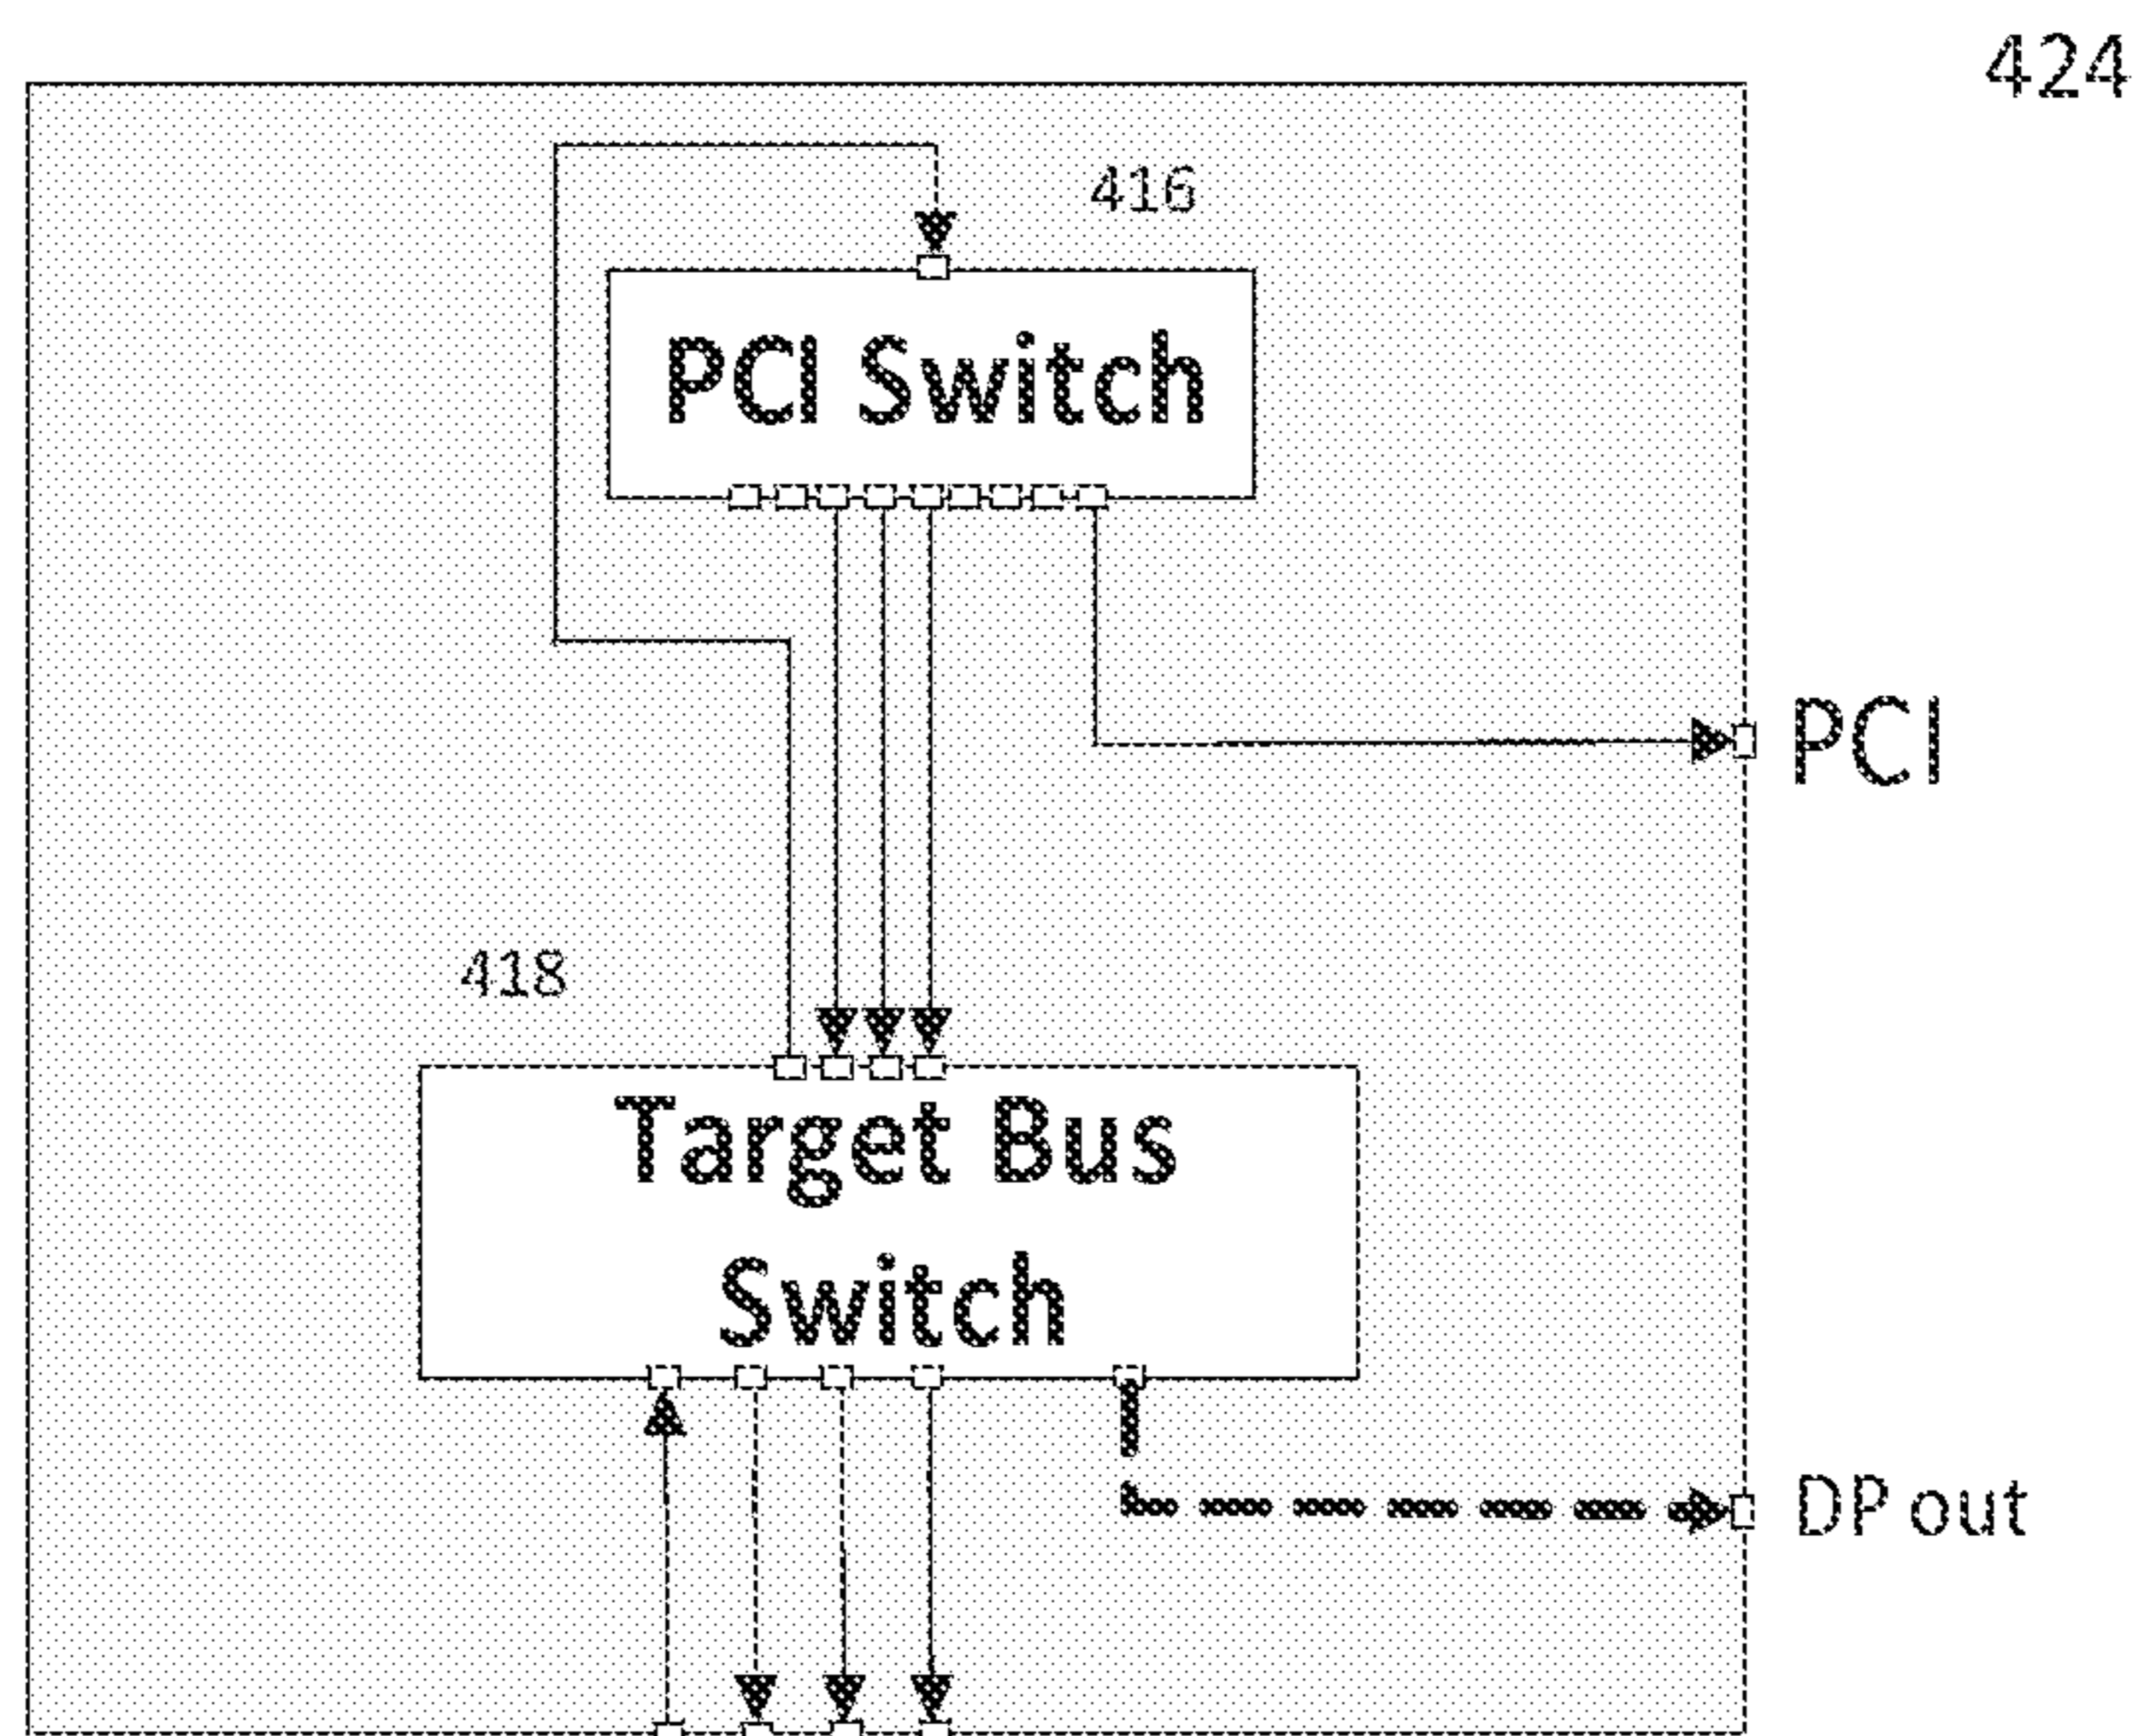 424
416
PCI Switch
PCI
418
Target Bus
Switch
DP out